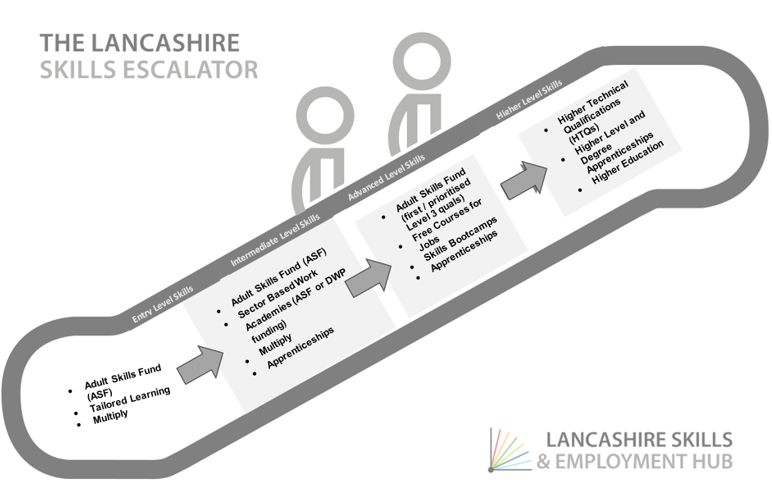 THE LANCASHIRE
SKILLS ESCALATOR
Entry Level Skills
• Adult Skills Fund
(ASF)
• Tailored Learning
• Multiply
Intermediate Level Skills
• Adult Skills Fund (ASF)
• Sector Based Work
• Academies (ASF or DWP
funding)
• Multiply
• Apprenticeships
Advanced Level Skills
• Adult Skills Fund
(first / prioritised
Level 3 quals)
• Free Courses for
Jobs
• Skills Bootcamps
• Apprenticeships
Higher Level Skills
• Higher Technical
Qualifications
(HTQs)
• Higher Level and
Degree
Apprenticeships
• Higher Education
LANCASHIRE SKILLS
& EMPLOYMENT HUB